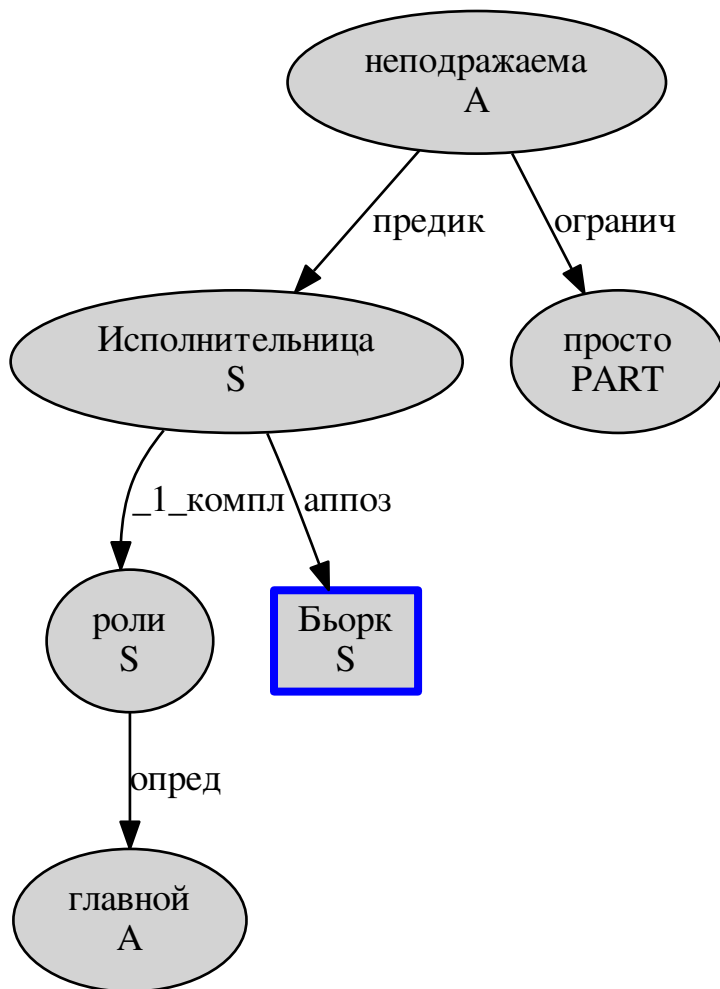 неподражаема
A
предик
огранич
Исполнительница
S
просто
PART
_1_компл
аппоз
роли
S
Бьорк
S
опред
главной
A